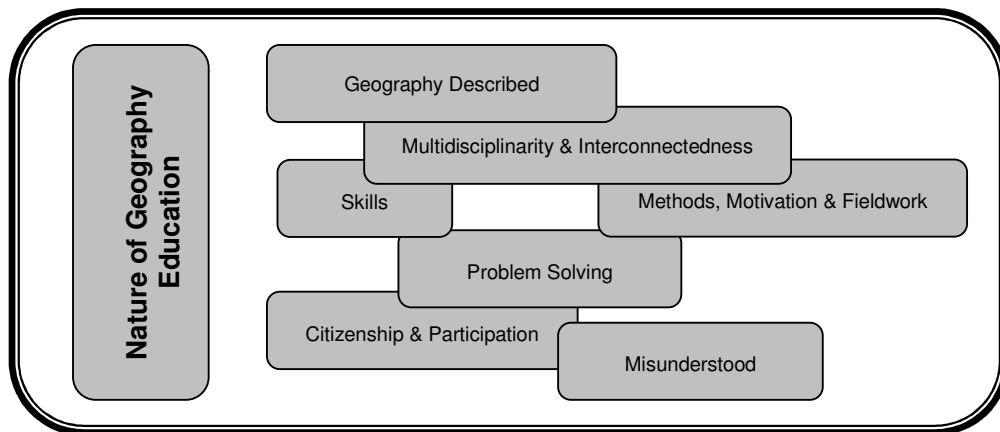 Nature of Geography
Education
Geography Described
Multidisciplinarity & Interconnectedness
Skills
Methods, Motivation & Fieldwork
Problem Solving
Citizenship & Participation
Misunderstood